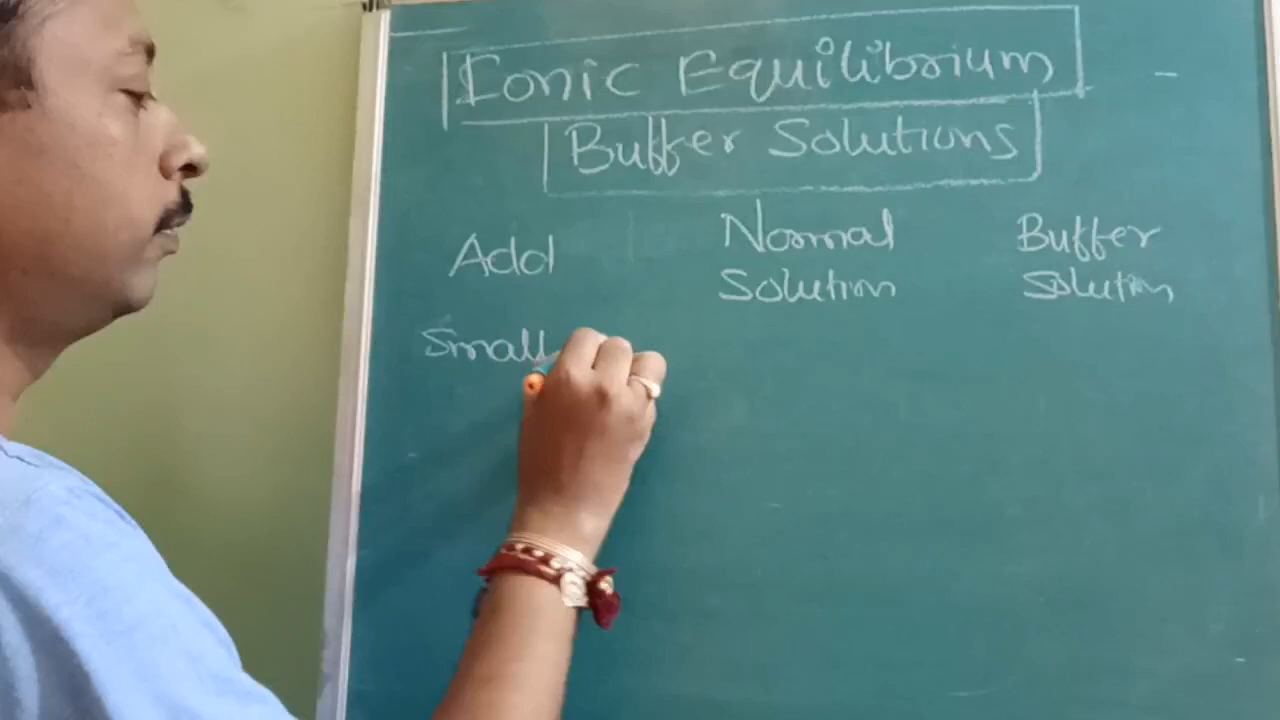 Ionic Equilibrium
Buffer Solutions
Add Normal Solution Buffer Solution
Small